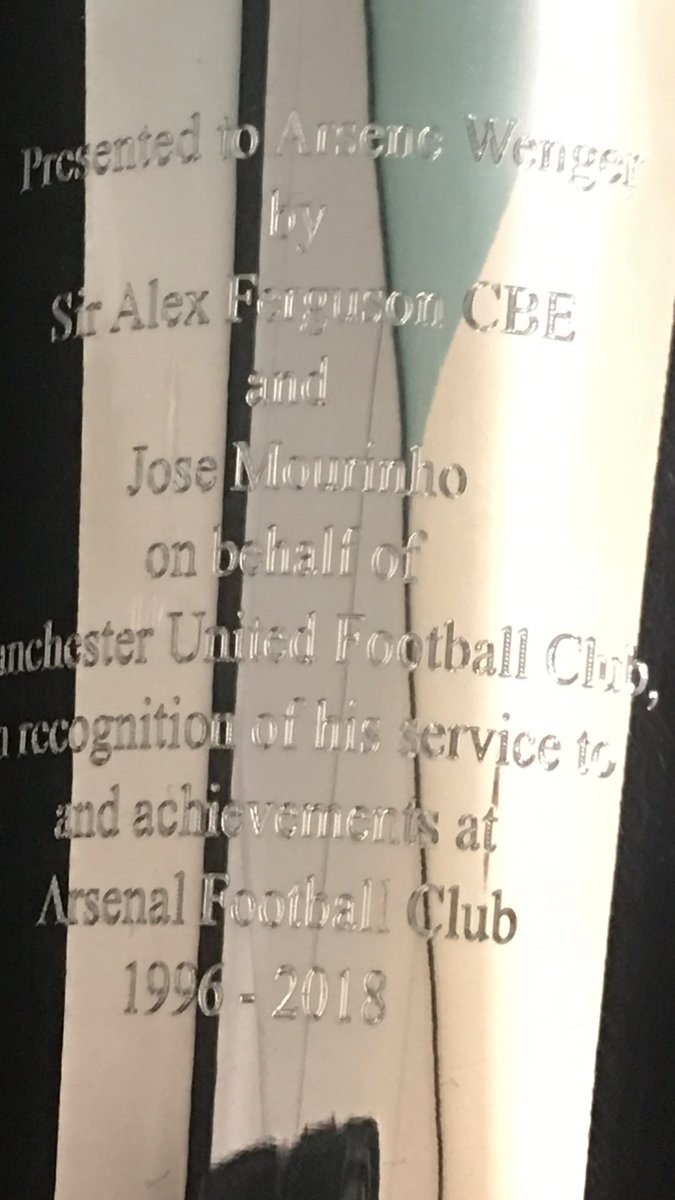 Presented to Arsene Wenger
by
Sir Alex Ferguson CBE
and
Jose Mourinho
on behalf of
anchester United Football Club,
n recognition of his service to
and achievements at
Arsenal Football Club
1996 - 2018